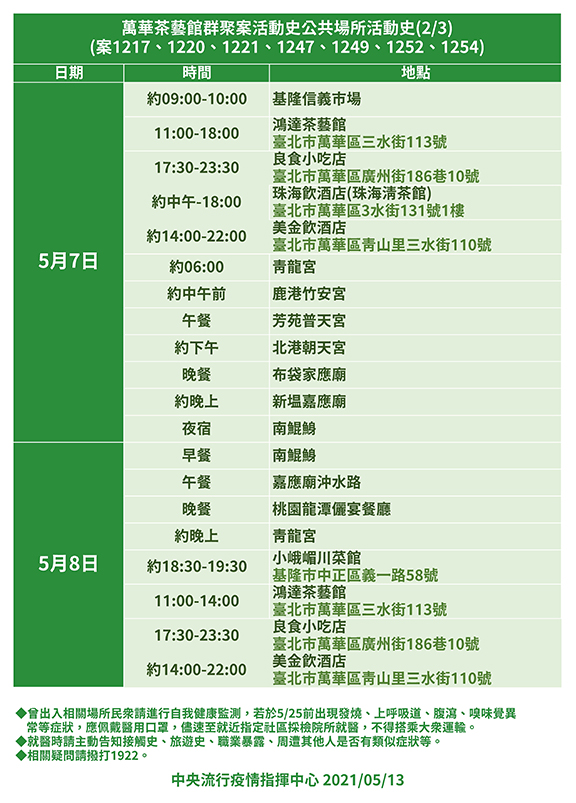 萬華茶藝館群聚案活動史公共場所活動史(2/3)
(案1217、1220、1221、1247、1249、1252、1254)
日期 時間 地點
5月7日
約09:00-10:00 基隆信義市場
11:00-18:00 鴻達茶藝館
臺北市萬華區三水街113號
17:30-23:30 良食小吃店
臺北市萬華區廣州街186巷10號
約中午-18:00 珠海飲酒店(珠海清茶館)
臺北市萬華區3水街131號1樓
約14:00-22:00 美金飲酒店
臺北市萬華區青山里三水街110號
約06:00 青龍宮
約中午前 鹿港竹安宮
午餐 芳苑普天宮
約下午 北港朝天宮
晚餐 布袋家應廟
約晚上 新塭嘉應廟
夜宿 南鯤鯓
5月8日
早餐 南鯤鯓
午餐 嘉應廟沖水路
晚餐 桃園龍潭儷宴餐廳
約晚上 青龍宮
約18:30-19:30 小峨嵋川菜館
基隆市中正區義一路58號
11:00-14:00 鴻達茶藝館
臺北市萬華區三水街113號
17:30-23:30 良食小吃店
臺北市萬華區廣州街186巷10號
約14:00-22:00 美金飲酒店
臺北市萬華區青山里三水街110號
◆曾出入相關場所民眾請進行自我健康監測，若於5/25前出現發燒、上呼吸道、腹瀉、嗅味覺異
常等症狀，應佩戴醫用口罩，儘速至就近指定社區採檢院所就醫，不得搭乘大眾運輸。
◆就醫時請主動告知接觸史、旅遊史、職業暴露、周遭其他人是否有類似症狀等。
◆相關疑問請撥打1922。
中央流行疫情指揮中心 2021/05/13